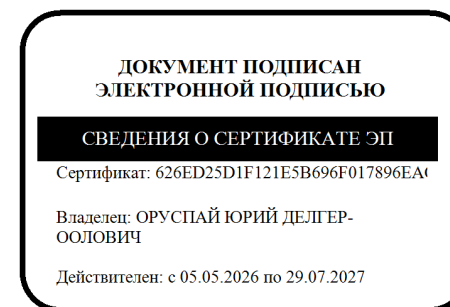 ДОКУМЕНТ ПОДПИСАН
ЭЛЕКТРОННОЙ ПОДПИСЬЮ
СВЕДЕНИЯ О СЕРТИФИКАТЕ ЭП
Сертификат: 626ED25D1F121E5B696F017896EA
Владелец: ОРУСПАЙ ЮРИЙ ДЕЛГЕР-
ООЛОВИЧ
Действителен: с 05.05.2026 по 29.07.2027